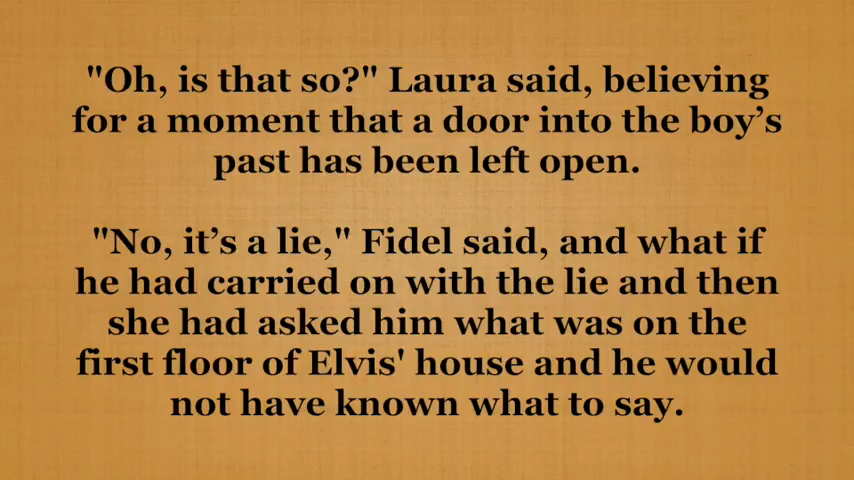 "Oh, is that so?" Laura said, believing
for a moment that a door into the boy’s
past has been left open.
"No, it’s a lie," Fidel said, and what if
he had carried on with the lie and then
she had asked him what was on the
first floor of Elvis' house and he would
not have known what to say.